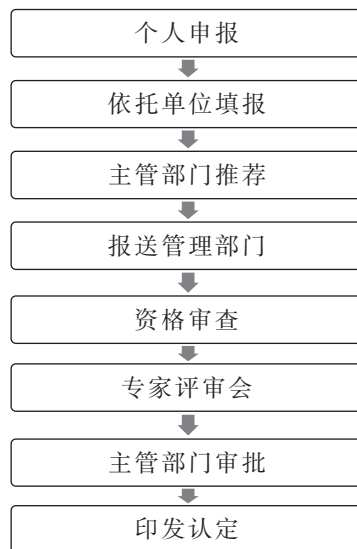 个人申报
依托单位填报
主管部门推荐
报送管理部门
资格审查
专家评审会
主管部门审批
印发认定